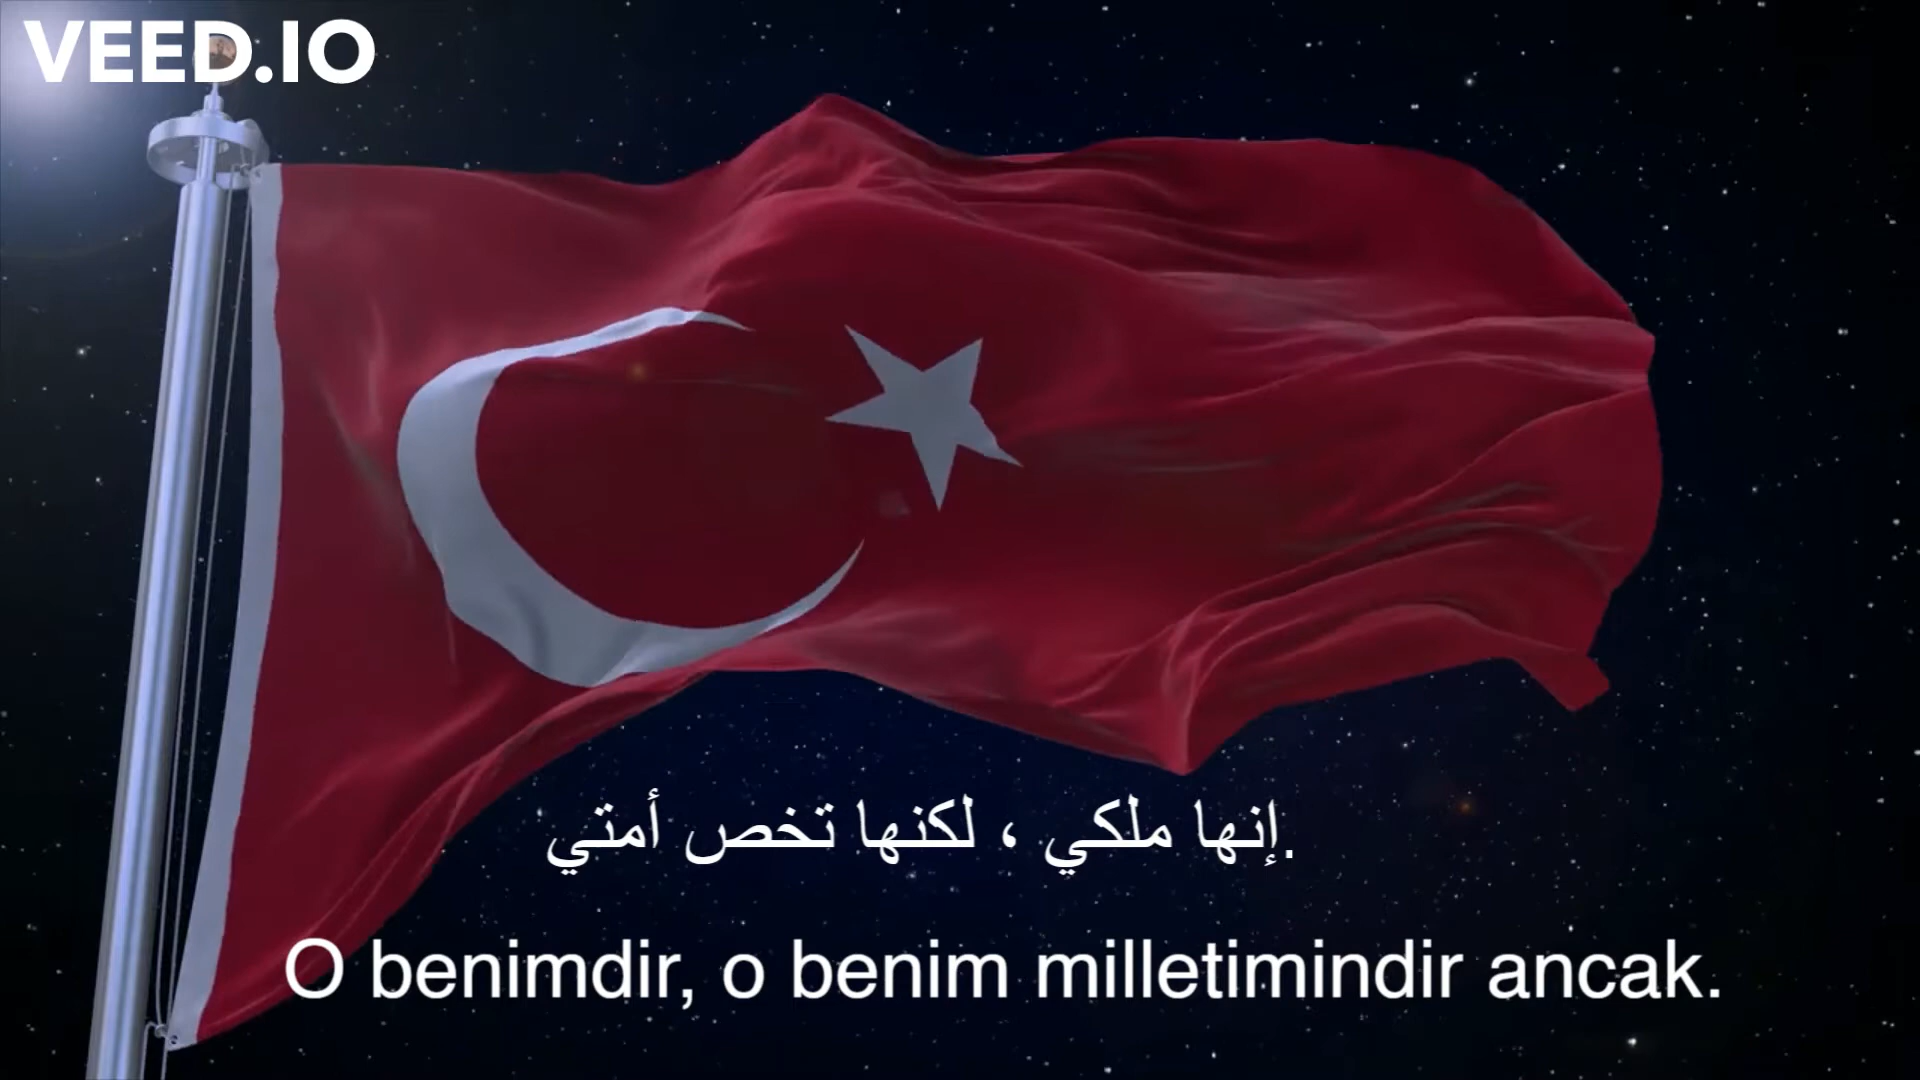 VEED.IO
إنها ملكي ، لكنها تخص أمتي.
O benimdir, o benim milletimindir ancak.